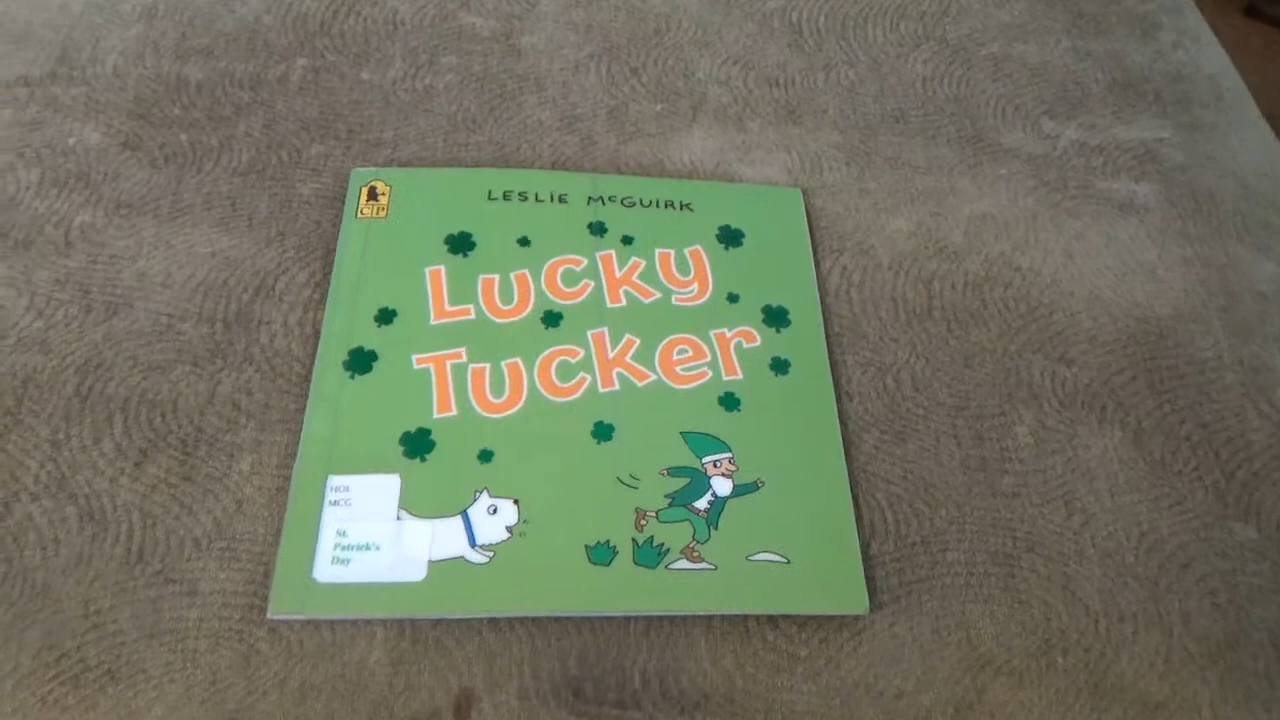 LESLIE McGUIRK
C P
LUCKY
TUCKER
HOL
MCG
St.
Patrick's
Day